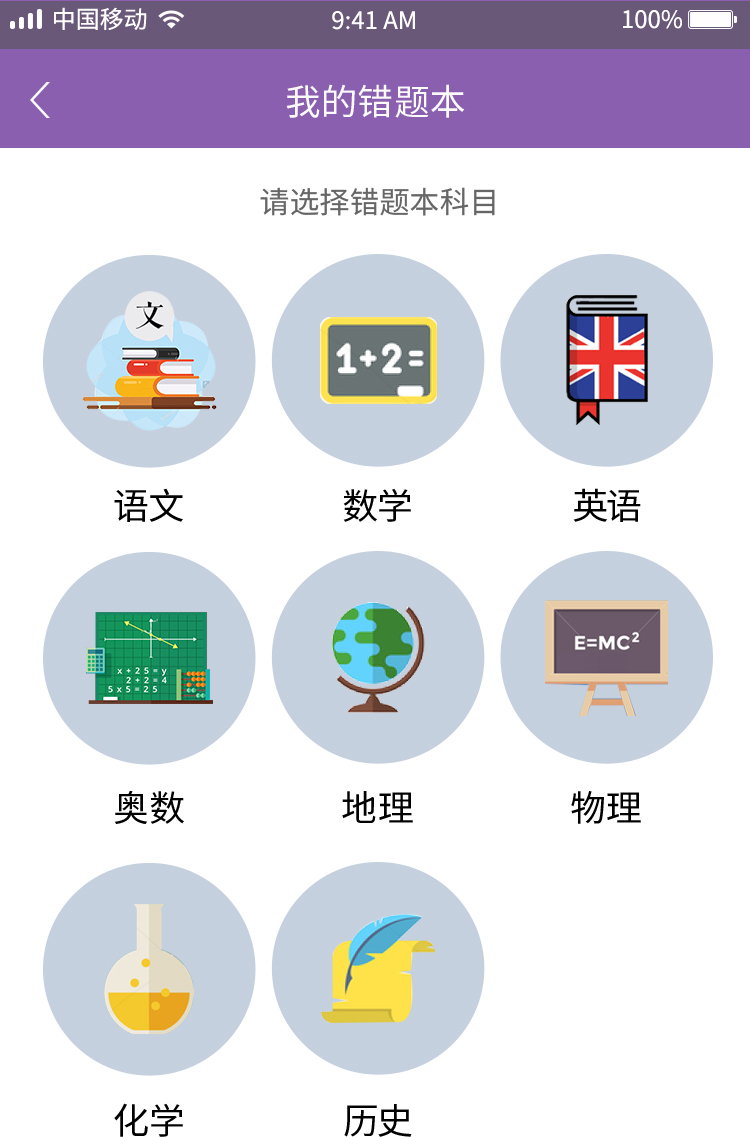 中国移动 9:41 AM 100%
我的错题本
请选择错题本科目
文
1+2=
语文 数学 英语
x + 2 5 = y
2 + 2 = 4
5 x 5 = 2 5
E=MC²
奥数 地理 物理
化学 历史